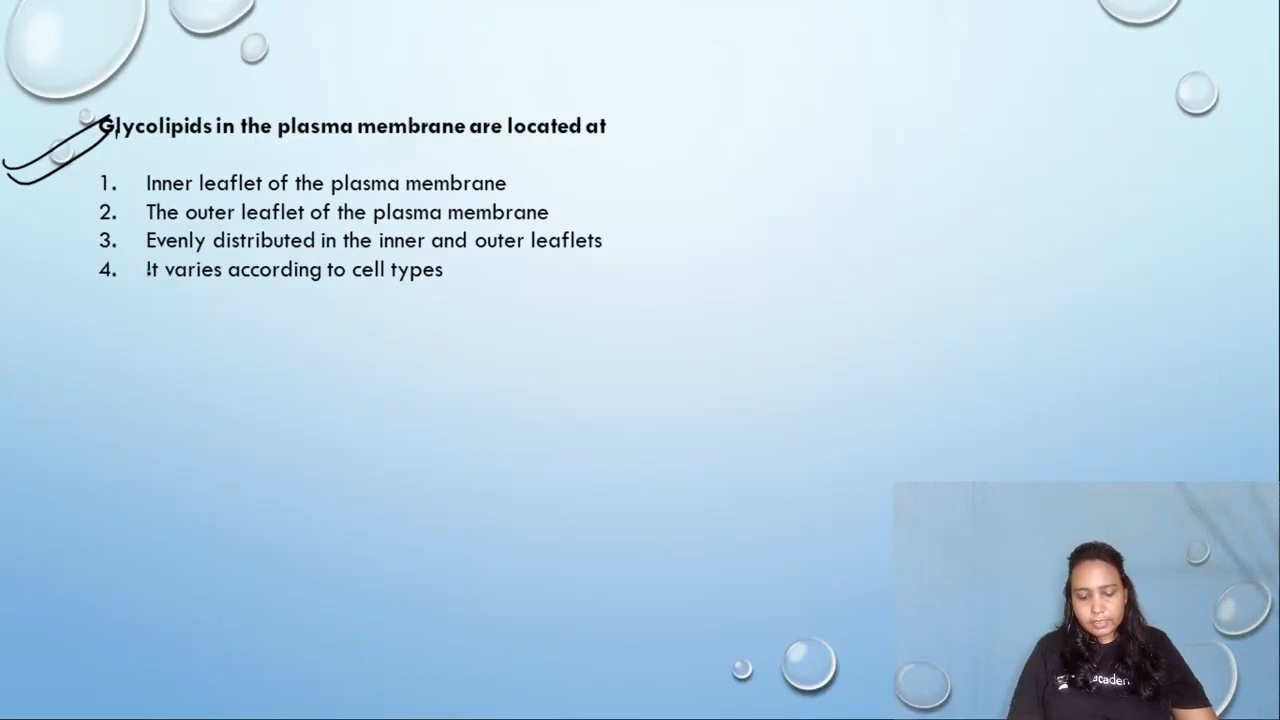 Glycolipids in the plasma membrane are located at
1. Inner leaflet of the plasma membrane
2. The outer leaflet of the plasma membrane
3. Evenly distributed in the inner and outer leaflets
4. It varies according to cell types